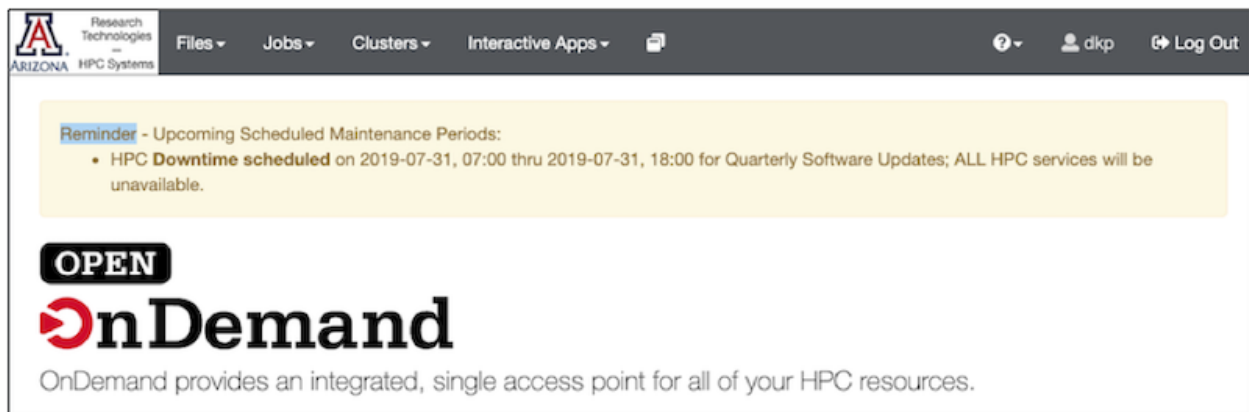 Research
Technologies
—
HPC Systems
ARIZONA
Files
Jobs
Clusters
Interactive Apps
?
dkp
Log Out
Reminder - Upcoming Scheduled Maintenance Periods:
• HPC Downtime scheduled on 2019-07-31, 07:00 thru 2019-07-31, 18:00 for Quarterly Software Updates; ALL HPC services will be
unavailable.
OPEN
OnDemand
OnDemand provides an integrated, single access point for all of your HPC resources.